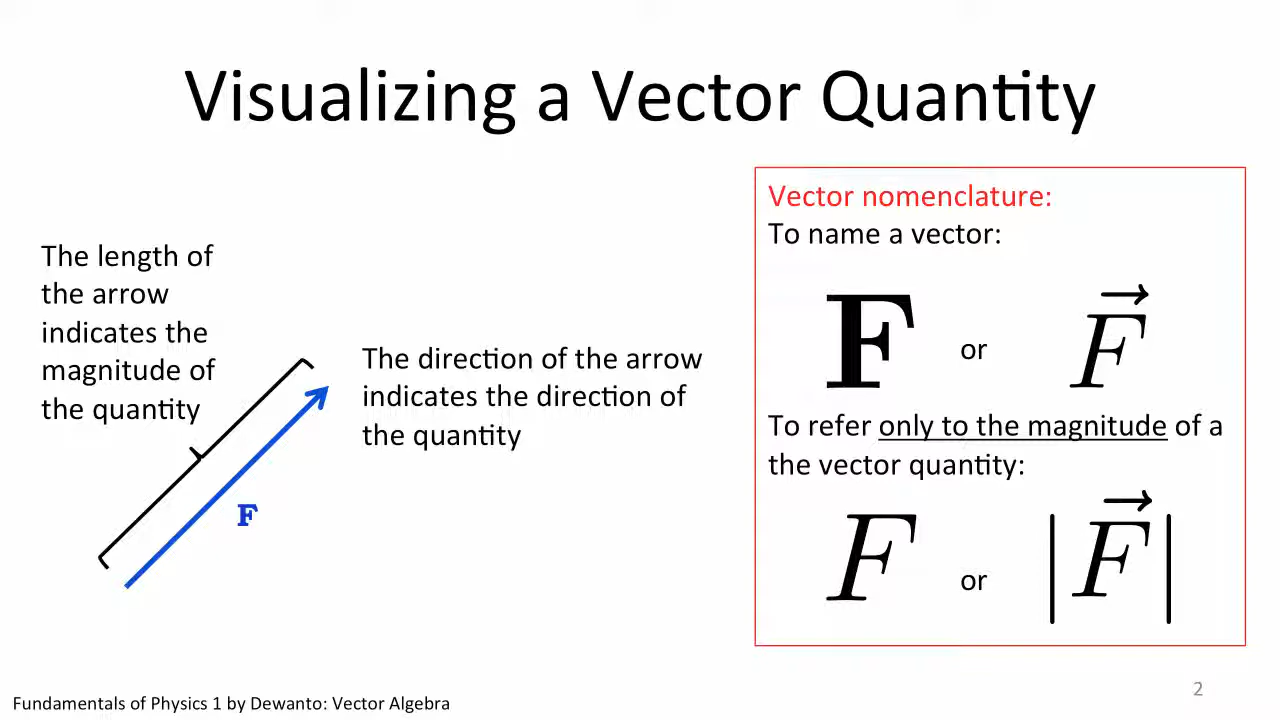 Visualizing a Vector Quantity
The length of
the arrow
indicates the
magnitude of
the quantity
The direction of the arrow
indicates the direction of
the quantity
F
Vector nomenclature:
To name a vector:
𝐅 or F⃗
To refer only to the magnitude of a
the vector quantity:
F or |F⃗|
Fundamentals of Physics 1 by Dewanto: Vector Algebra
2